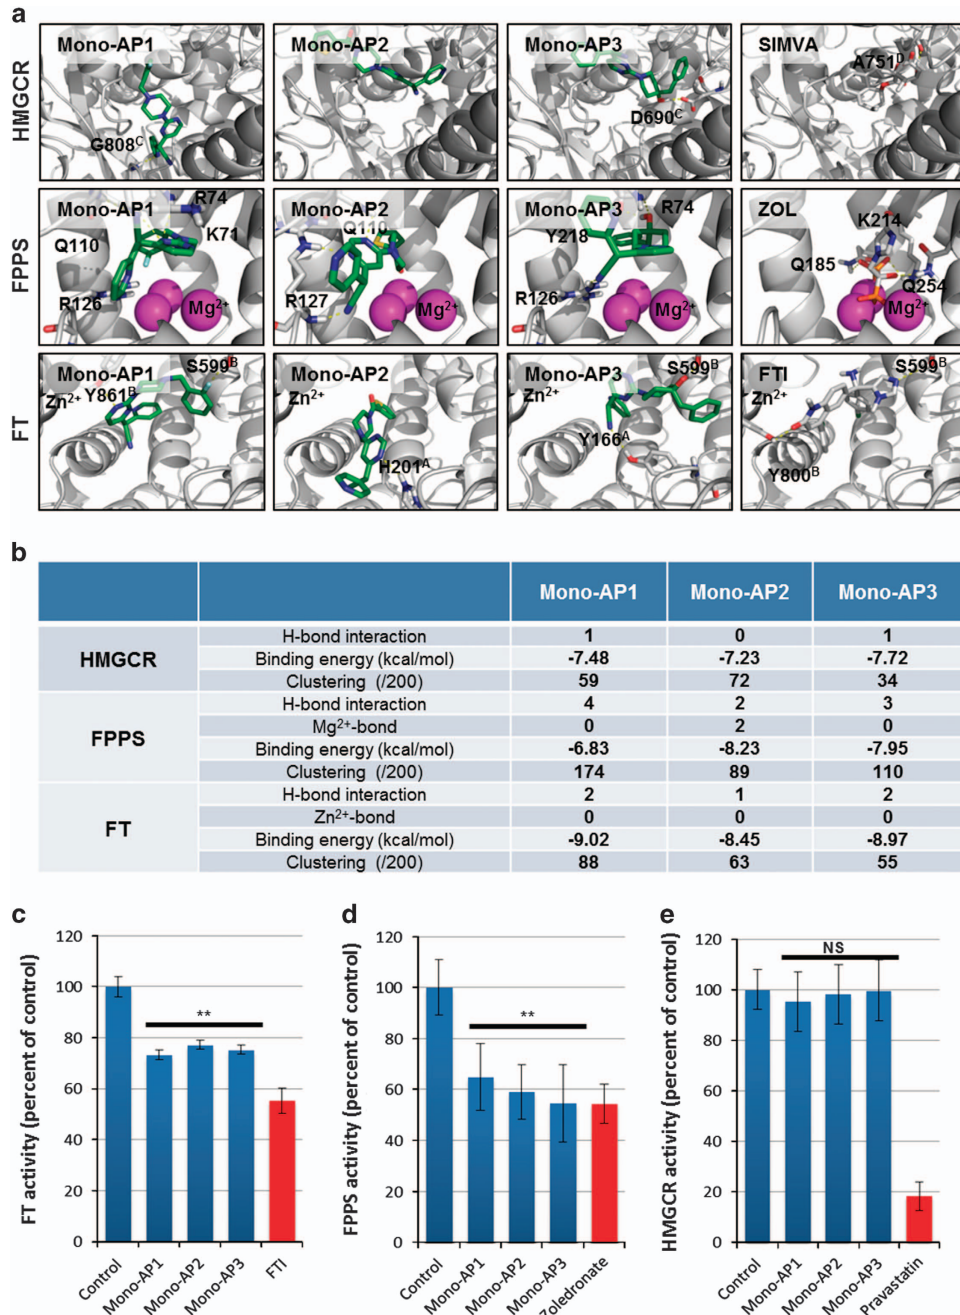 a
HMGCR
Mono-AP1
G808C
Mono-AP2
Mono-AP3
D690C
SIMVA
A751D
FPPS
Mono-AP1
R74
Q110
K71
R126
Mg2+
Mono-AP2
Q110
R127
Mg2+
Mono-AP3
R74
Y218
R126
Mg2+
ZOL
K214
Q185
Q254
Mg2+
FT
Mono-AP1
S599B
Zn2+ Y861B
Mono-AP2
Zn2+
H201A
Mono-AP3
S599B
Zn2+
Y166A
FTI
S599B
Zn2+
Y800B
b
Mono-AP1 Mono-AP2 Mono-AP3
HMGCR
H-bond interaction 1 0 1
Binding energy (kcal/mol) -7.48 -7.23 -7.72
Clustering (/200) 59 72 34
FPPS
H-bond interaction 4 2 3
Mg2+-bond 0 2 0
Binding energy (kcal/mol) -6.83 -8.23 -7.95
Clustering (/200) 174 89 110
FT
H-bond interaction 2 1 2
Zn2+-bond 0 0 0
Binding energy (kcal/mol) -9.02 -8.45 -8.97
Clustering (/200) 88 63 55
c
FT activity (percent of control)
120
100
80
60
40
20
0
**
Control
Mono-AP1
Mono-AP2
Mono-AP3
FTI
d
FPPS activity (percent of control)
120
100
80
60
40
20
0
**
Control
Mono-AP1
Mono-AP2
Mono-AP3
Zoledronate
e
HMGCR activity (percent of control)
120
100
80
60
40
20
0
NS
Control
Mono-AP1
Mono-AP2
Mono-AP3
Pravastatin